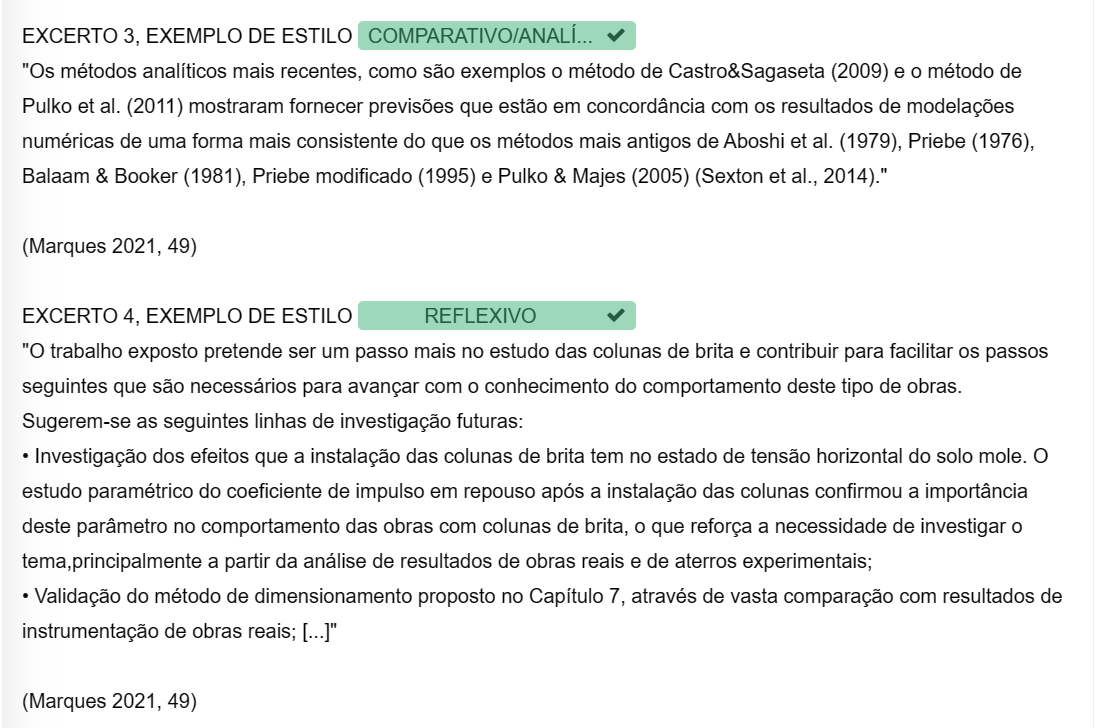 EXCERTO 3, EXEMPLO DE ESTILO COMPARATIVO/ANALÍ... ✔
"Os métodos analíticos mais recentes, como são exemplos o método de Castro&Sagaseta (2009) e o método de
Pulko et al. (2011) mostraram fornecer previsões que estão em concordância com os resultados de modelações
numéricas de uma forma mais consistente do que os métodos mais antigos de Aboshi et al. (1979), Priebe (1976),
Balaam & Booker (1981), Priebe modificado (1995) e Pulko & Majes (2005) (Sexton et al., 2014)."
(Marques 2021, 49)
EXCERTO 4, EXEMPLO DE ESTILO REFLEXIVO ✔
"O trabalho exposto pretende ser um passo mais no estudo das colunas de brita e contribuir para facilitar os passos
seguintes que são necessários para avançar com o conhecimento do comportamento deste tipo de obras.
Sugerem-se as seguintes linhas de investigação futuras:
• Investigação dos efeitos que a instalação das colunas de brita tem no estado de tensão horizontal do solo mole. O
estudo paramétrico do coeficiente de impulso em repouso após a instalação das colunas confirmou a importância
deste parâmetro no comportamento das obras com colunas de brita, o que reforça a necessidade de investigar o
tema,principalmente a partir da análise de resultados de obras reais e de aterros experimentais;
• Validação do método de dimensionamento proposto no Capítulo 7, através de vasta comparação com resultados de
instrumentação de obras reais; [...]"
(Marques 2021, 49)